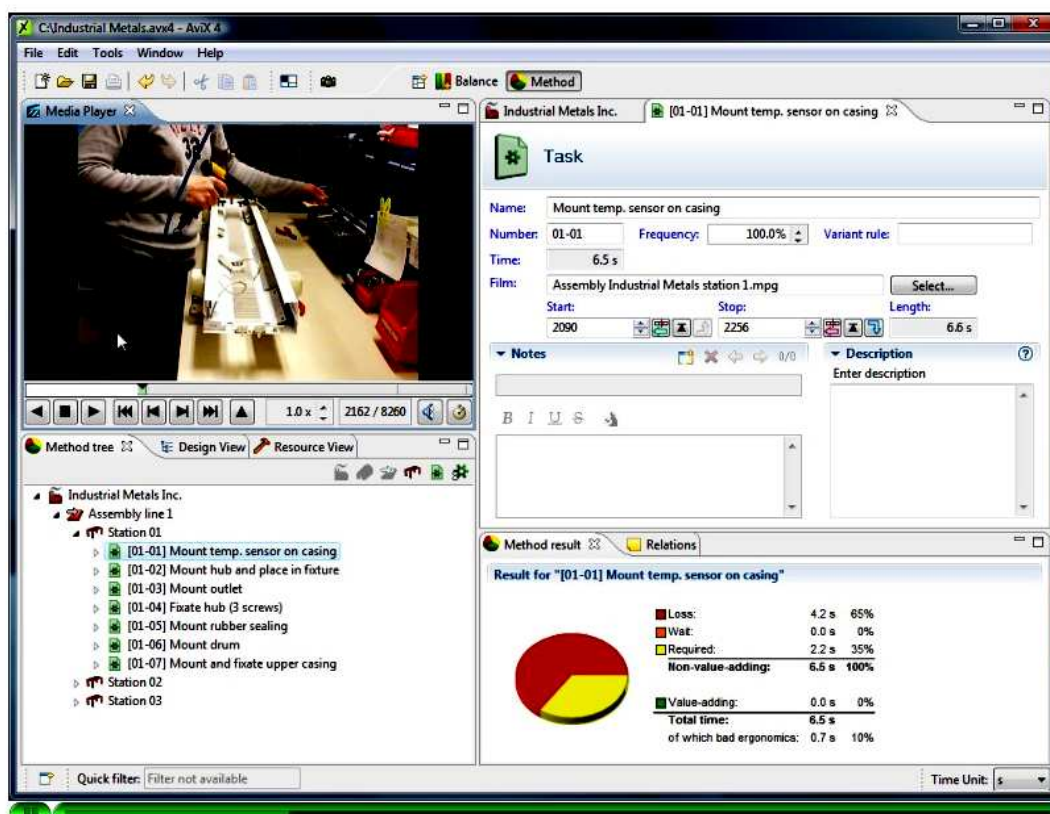 C:\Industrial Metals.avx4 - AviX 4
File Edit Tools Window Help
Balance Method
Media Player
1.0 x 2162 / 8260
Method tree Design View Resource View
Industrial Metals Inc.
Assembly line 1
Station 01
[01-01] Mount temp. sensor on casing
[01-02] Mount hub and place in fixture
[01-03] Mount outlet
[01-04] Fixate hub (3 screws)
[01-05] Mount rubber sealing
[01-06] Mount drum
[01-07] Mount and fixate upper casing
Station 02
Station 03
Industrial Metals Inc. [01-01] Mount temp. sensor on casing
Task
Name: Mount temp. sensor on casing
Number: 01-01 Frequency: 100.0% Variant rule:
Time: 6.5 s
Film: Assembly Industrial Metals station 1.mpg Select...
Start: Stop: Length:
2090 2256 6.6 s
Notes 0/0 Description
Enter description
B I U S
Method result Relations
Result for "[01-01] Mount temp. sensor on casing"
Loss: 4.2 s 65%
Wait: 0.0 s 0%
Required: 2.2 s 35%
Non-value-adding: 6.5 s 100%
Value-adding: 0.0 s 0%
Total time: 6.5 s
of which bad ergonomics: 0.7 s 10%
Quick filter: Filter not available Time Unit: s